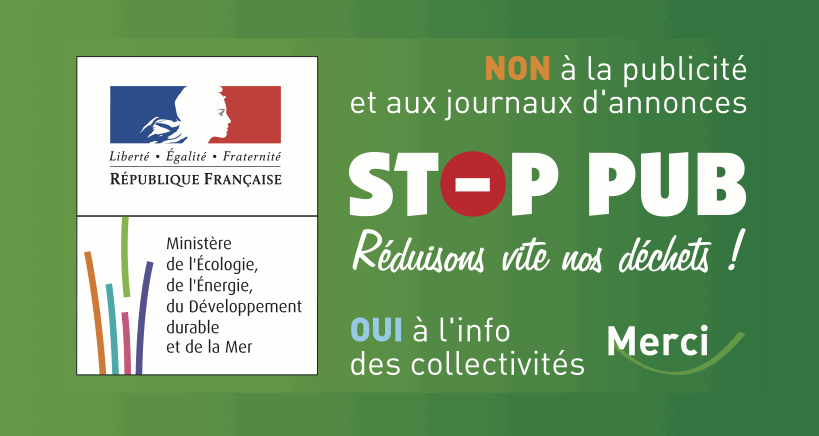 Liberté • Égalité • Fraternité
RÉPUBLIQUE FRANÇAISE
Ministère
de l'Écologie,
de l'Énergie,
du Développement
durable
et de la Mer
NON à la publicité
et aux journaux d'annonces
STOP PUB
Réduisons vite nos déchets !
OUI à l'info
des collectivités
Merci